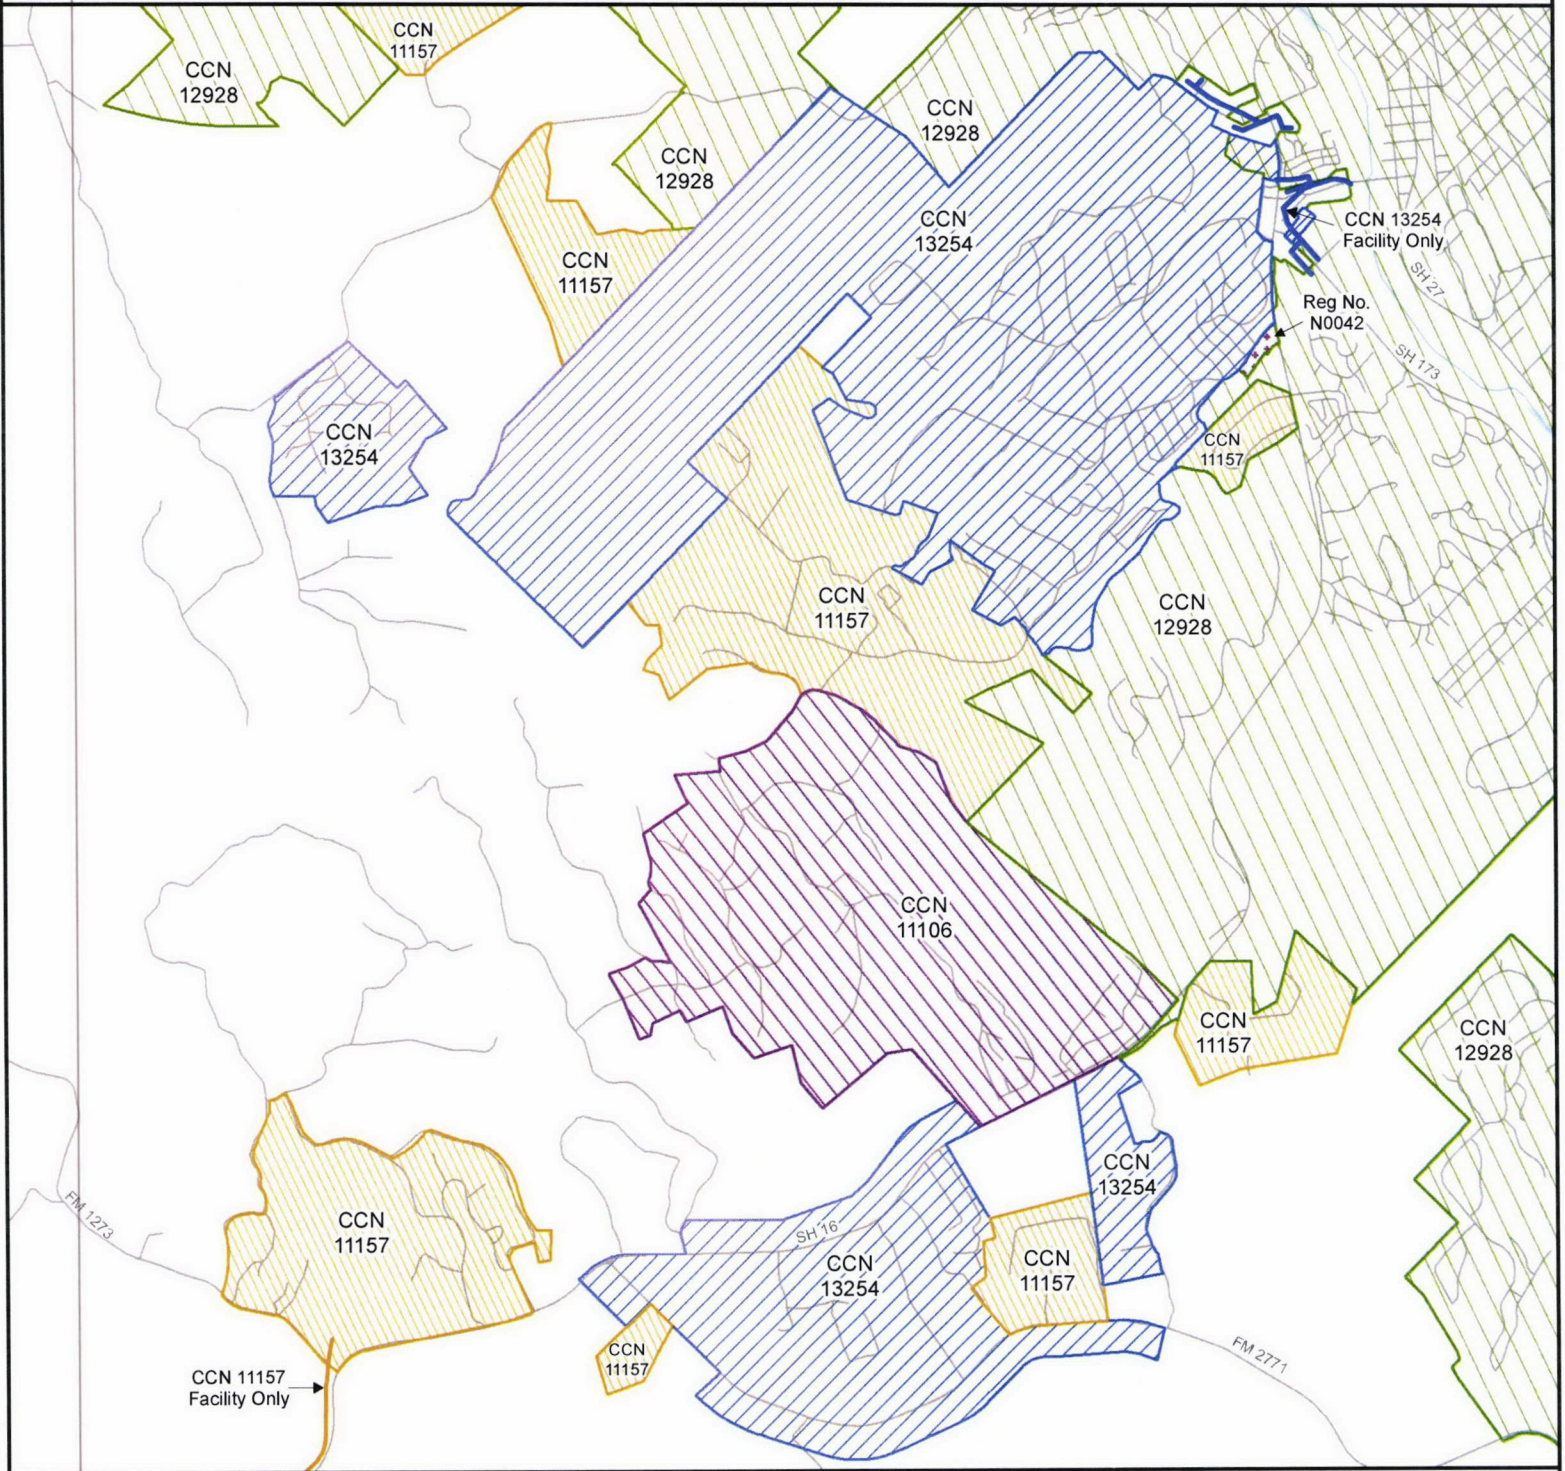 CCN
11157
CCN
12928
CCN
12928
CCN
12928
CCN
13254
CCN 13254
Facility Only
CCN
11157
SH 27
Reg No.
N0042
SH 173
CCN
13254
CCN
11157
CCN
11157
CCN
12928
CCN
11106
CCN
11157
CCN
12928
CCN
13254
FM 1273
CCN
11157
SH 16
CCN
13254
CCN
11157
CCN
11157
FM 2771
CCN 11157
Facility Only